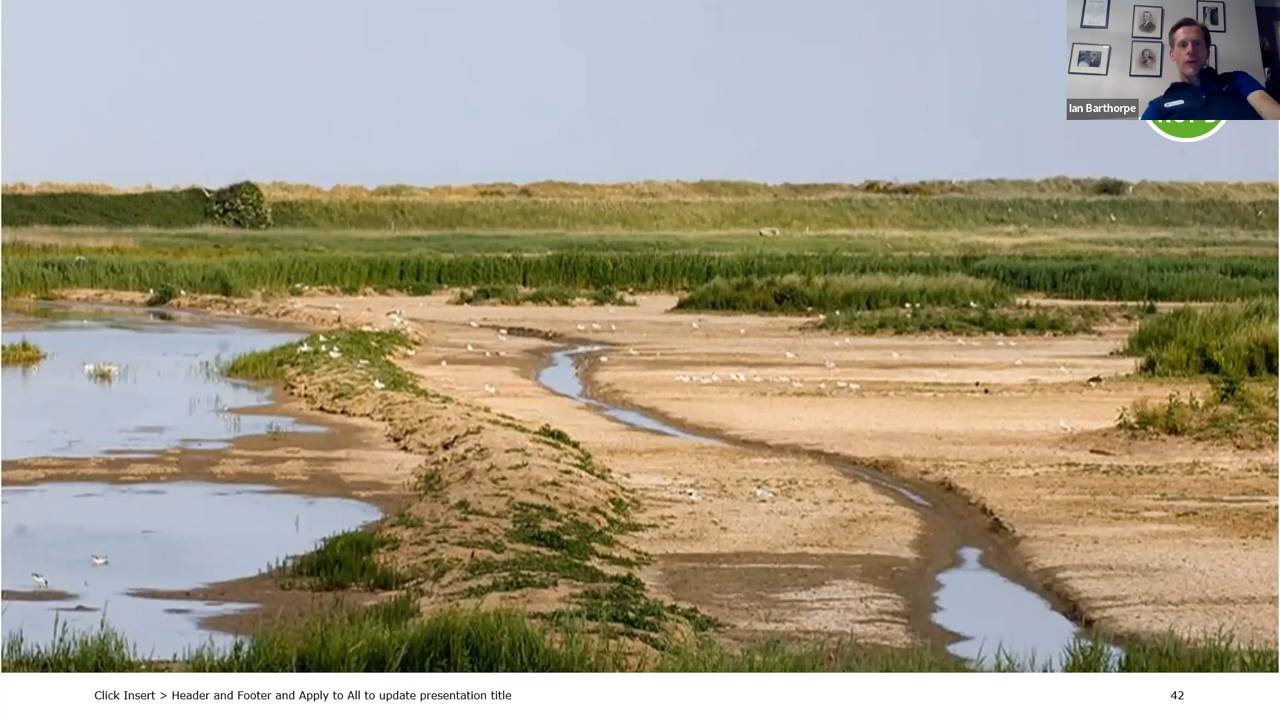 Ian Barthorpe
Click Insert > Header and Footer and Apply to All to update presentation title
42